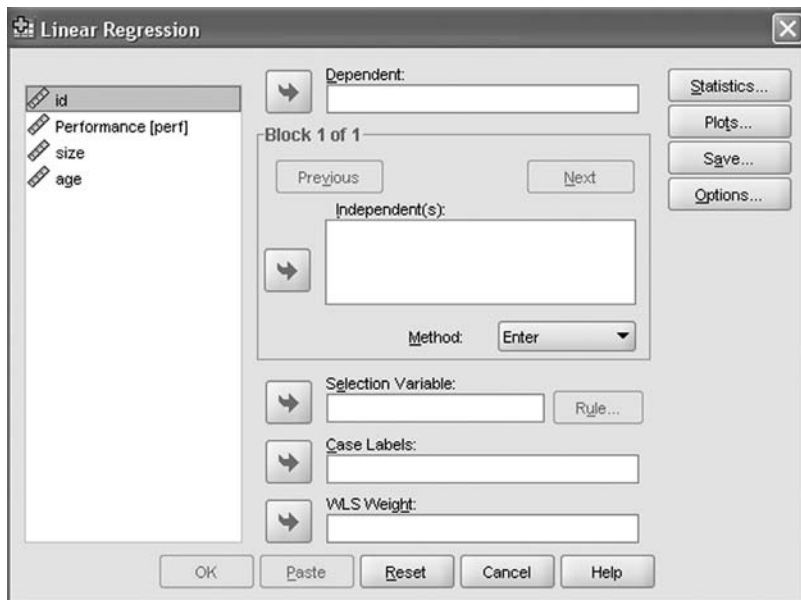 Linear Regression
id
Performance [perf]
size
age
Dependent:
Block 1 of 1
Previous
Next
Independent(s):
Method:
Enter
Selection Variable:
Rule...
Case Labels:
WLS Weight:
Statistics...
Plots...
Save...
Options...
OK
Paste
Reset
Cancel
Help